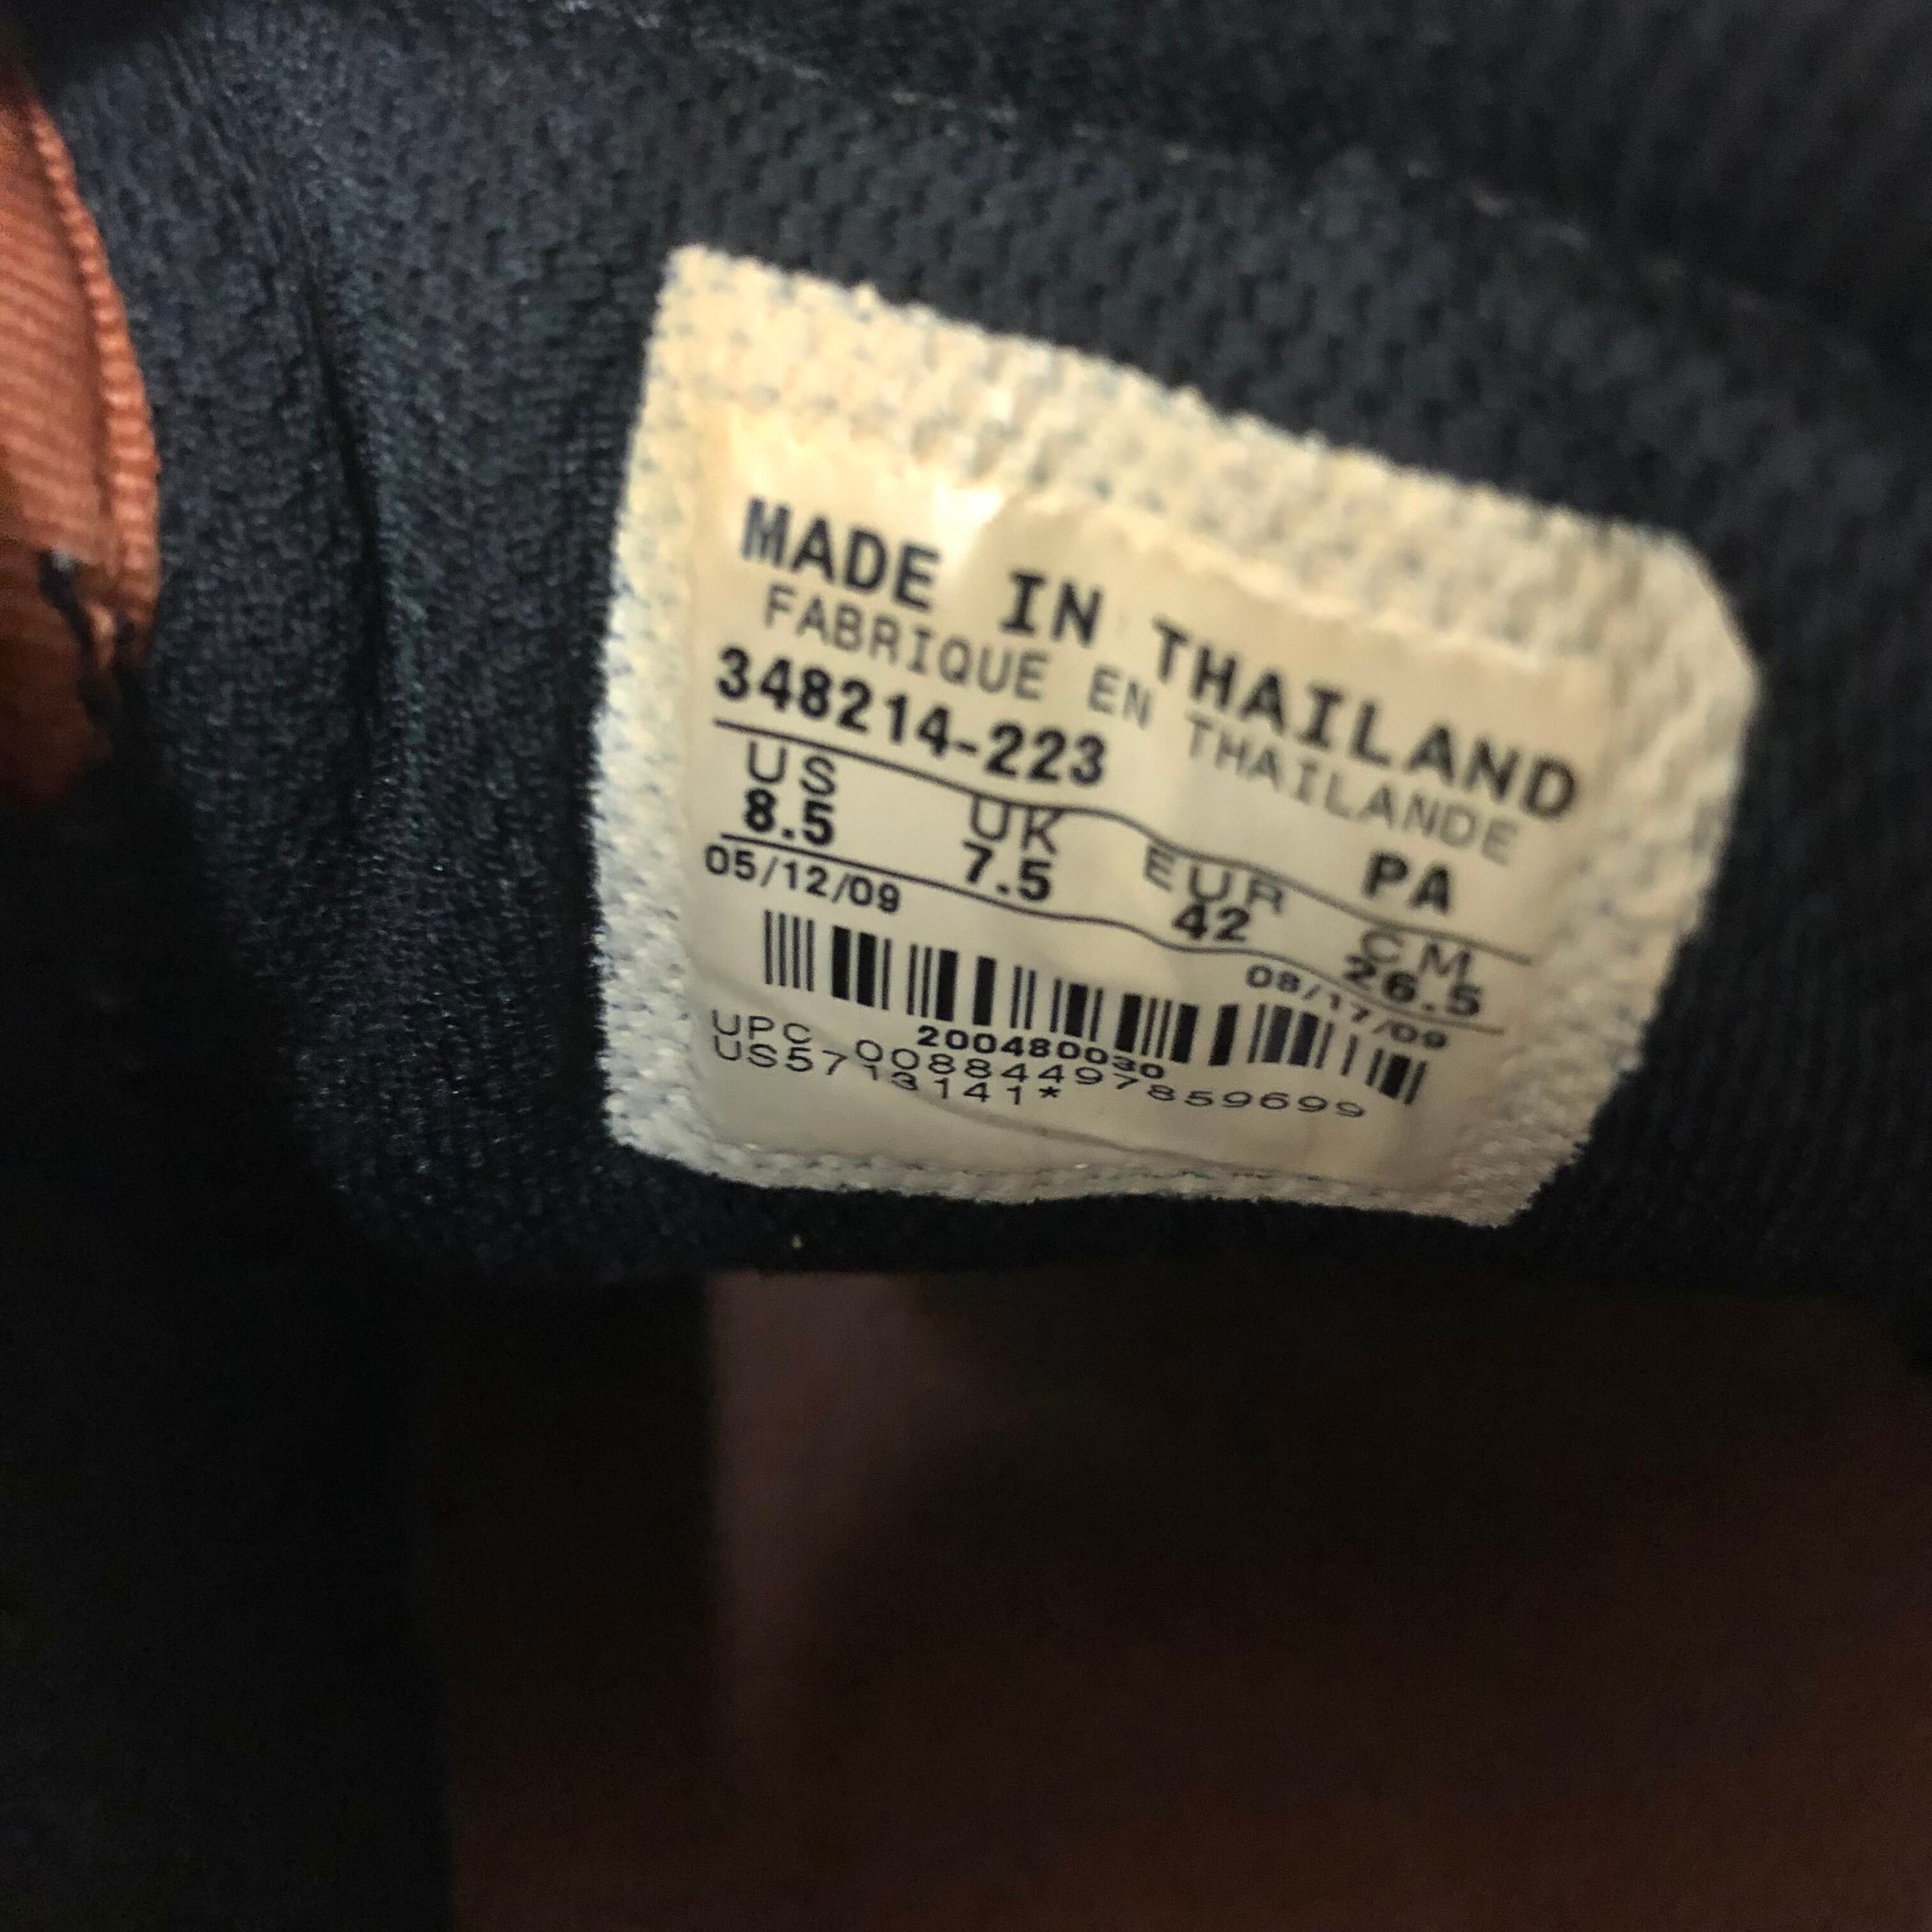 MADE IN THAILAND
FABRIQUE EN THAILANDE
348214-223 PA
US UK EUR CM
8.5 7.5 42 26.5
05/12/09 08/17/09
200480030
UPC 00884497859699
US5713141*